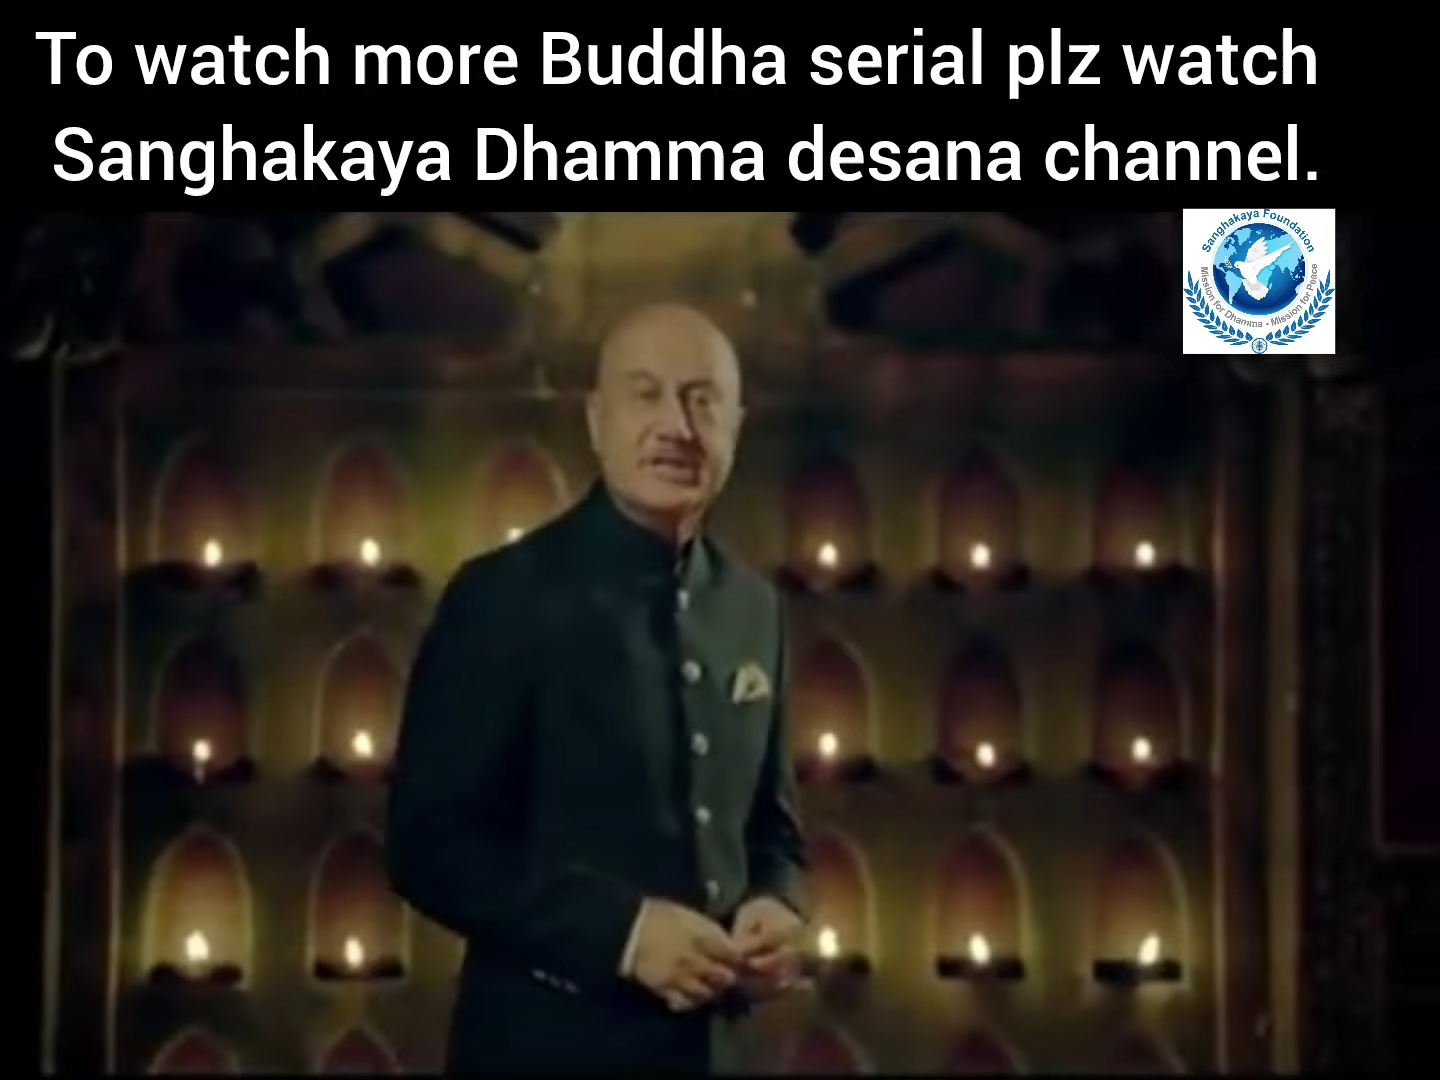 To watch more Buddha serial plz watch
Sanghakaya Dhamma desana channel.
Sanghakaya Foundation
Mission for Dhamma - Mission for Peace